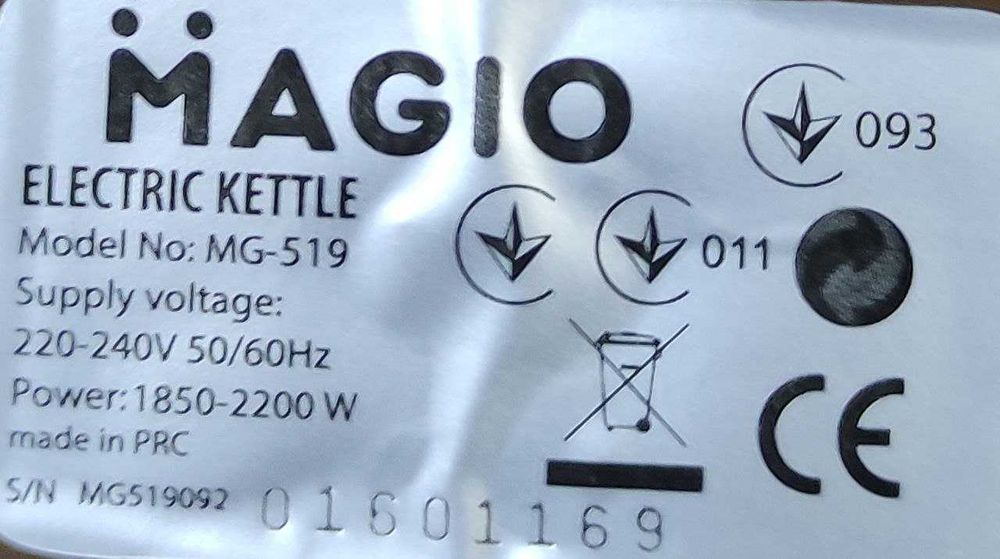 MAGIO
093
ELECTRIC KETTLE
Model No: MG-519
011
Supply voltage:
220-240V 50/60Hz
Power:1850-2200 W
made in PRC
CE
S/N MG519092 01601169